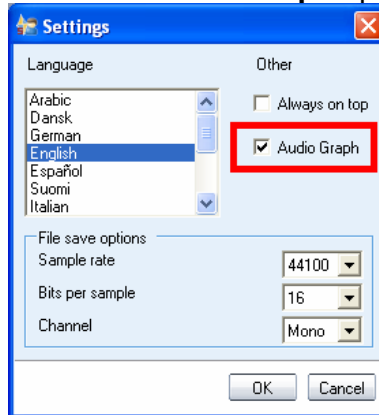 Settings
Language
Other
Arabic
Dansk
German
English
Español
Suomi
Italian
Always on top
Audio Graph
File save options
Sample rate
44100
Bits per sample
16
Channel
Mono
OK
Cancel